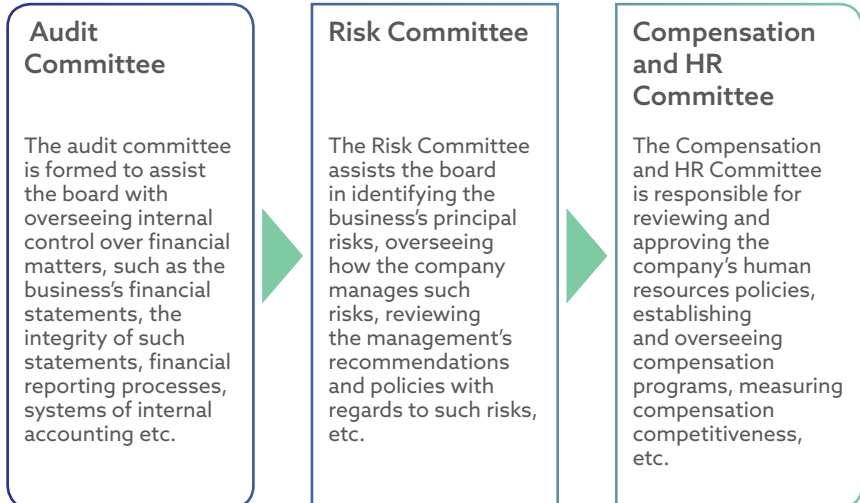 Audit
Committee
The audit committee
is formed to assist
the board with
overseeing internal
control over financial
matters, such as the
business's financial
statements, the
integrity of such
statements, financial
reporting processes,
systems of internal
accounting etc.
Risk Committee
The Risk Committee
assists the board
in identifying the
business's principal
risks, overseeing
how the company
manages such
risks, reviewing
the management's
recommendations
and policies with
regards to such risks,
etc.
Compensation
and HR
Committee
The Compensation
and HR Committee
is responsible for
reviewing and
approving the
company's human
resources policies,
establishing
and overseeing
compensation
programs, measuring
compensation
competitiveness,
etc.